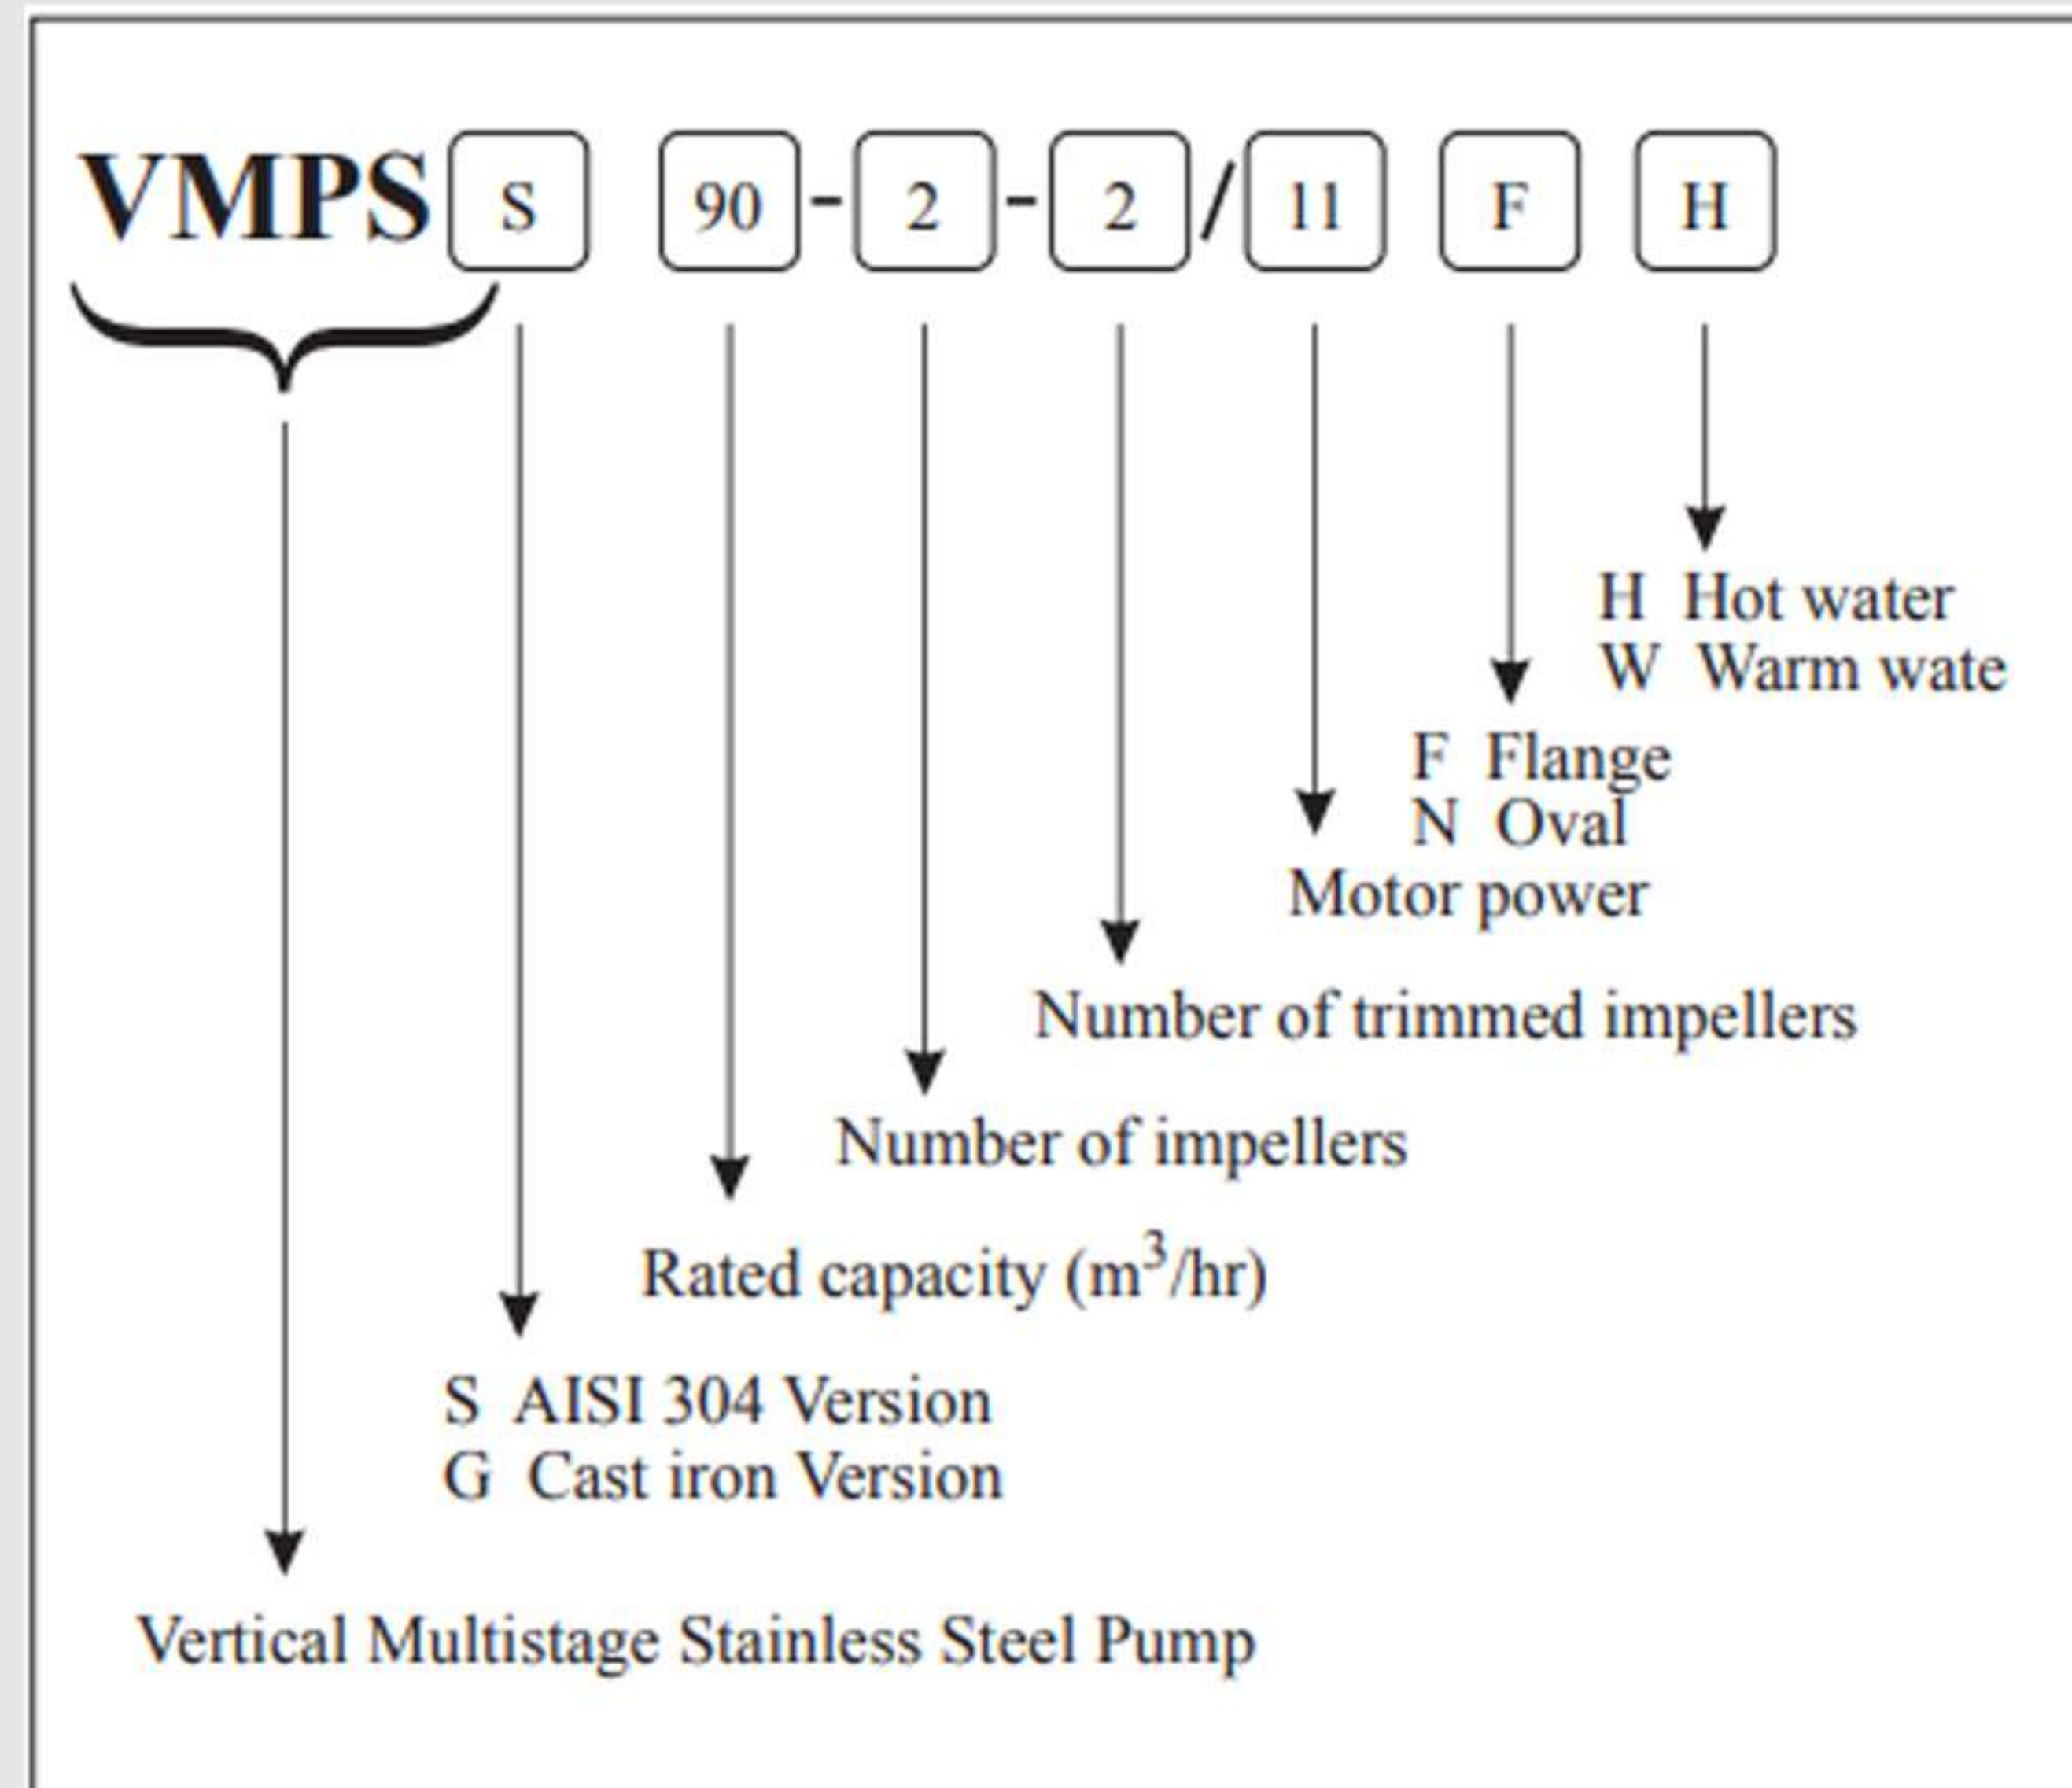 VMPS S 90 - 2 - 2 / 11 F H
H Hot water
W Warm wate
F Flange
N Oval
Motor power
Number of trimmed impellers
Number of impellers
Rated capacity (m³/hr)
S AISI 304 Version
G Cast iron Version
Vertical Multistage Stainless Steel Pump